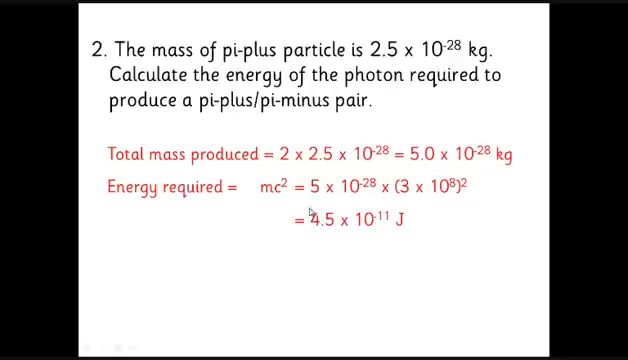 2. The mass of pi-plus particle is 2.5 x 10⁻²⁸ kg.
Calculate the energy of the photon required to
produce a pi-plus/pi-minus pair.
Total mass produced = 2 x 2.5 x 10⁻²⁸ = 5.0 x 10⁻²⁸ kg
Energy required = mc² = 5 x 10⁻²⁸ x (3 x 10⁸)²
= 4.5 x 10⁻¹¹ J